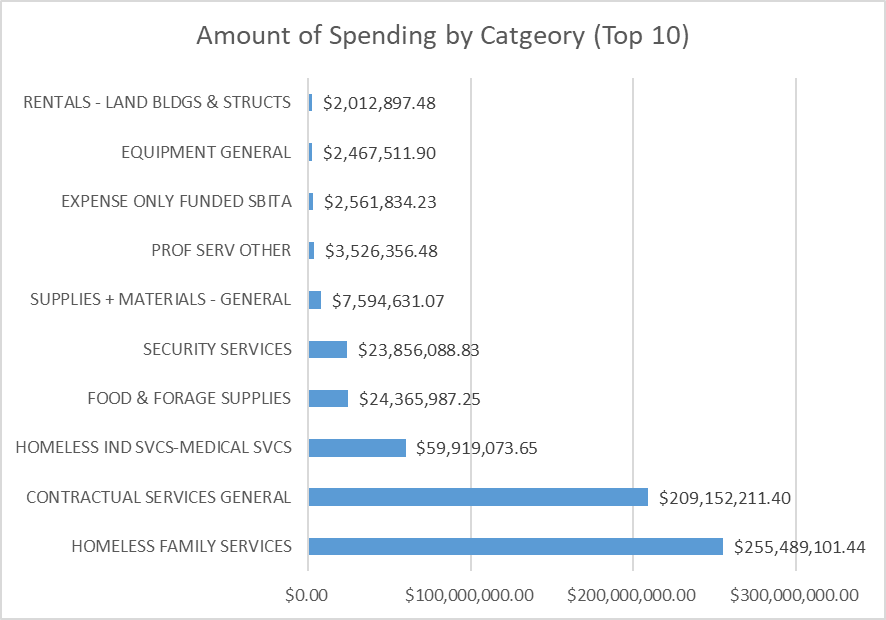 Amount of Spending by Catgeory (Top 10)
RENTALS - LAND BLDGS & STRUCTS $2,012,897.48
EQUIPMENT GENERAL $2,467,511.90
EXPENSE ONLY FUNDED SBITA $2,561,834.23
PROF SERV OTHER $3,526,356.48
SUPPLIES + MATERIALS - GENERAL $7,594,631.07
SECURITY SERVICES $23,856,088.83
FOOD & FORAGE SUPPLIES $24,365,987.25
HOMELESS IND SVCS-MEDICAL SVCS $59,919,073.65
CONTRACTUAL SERVICES GENERAL $209,152,211.40
HOMELESS FAMILY SERVICES $255,489,101.44
$0.00 $100,000,000.00 $200,000,000.00 $300,000,000.00